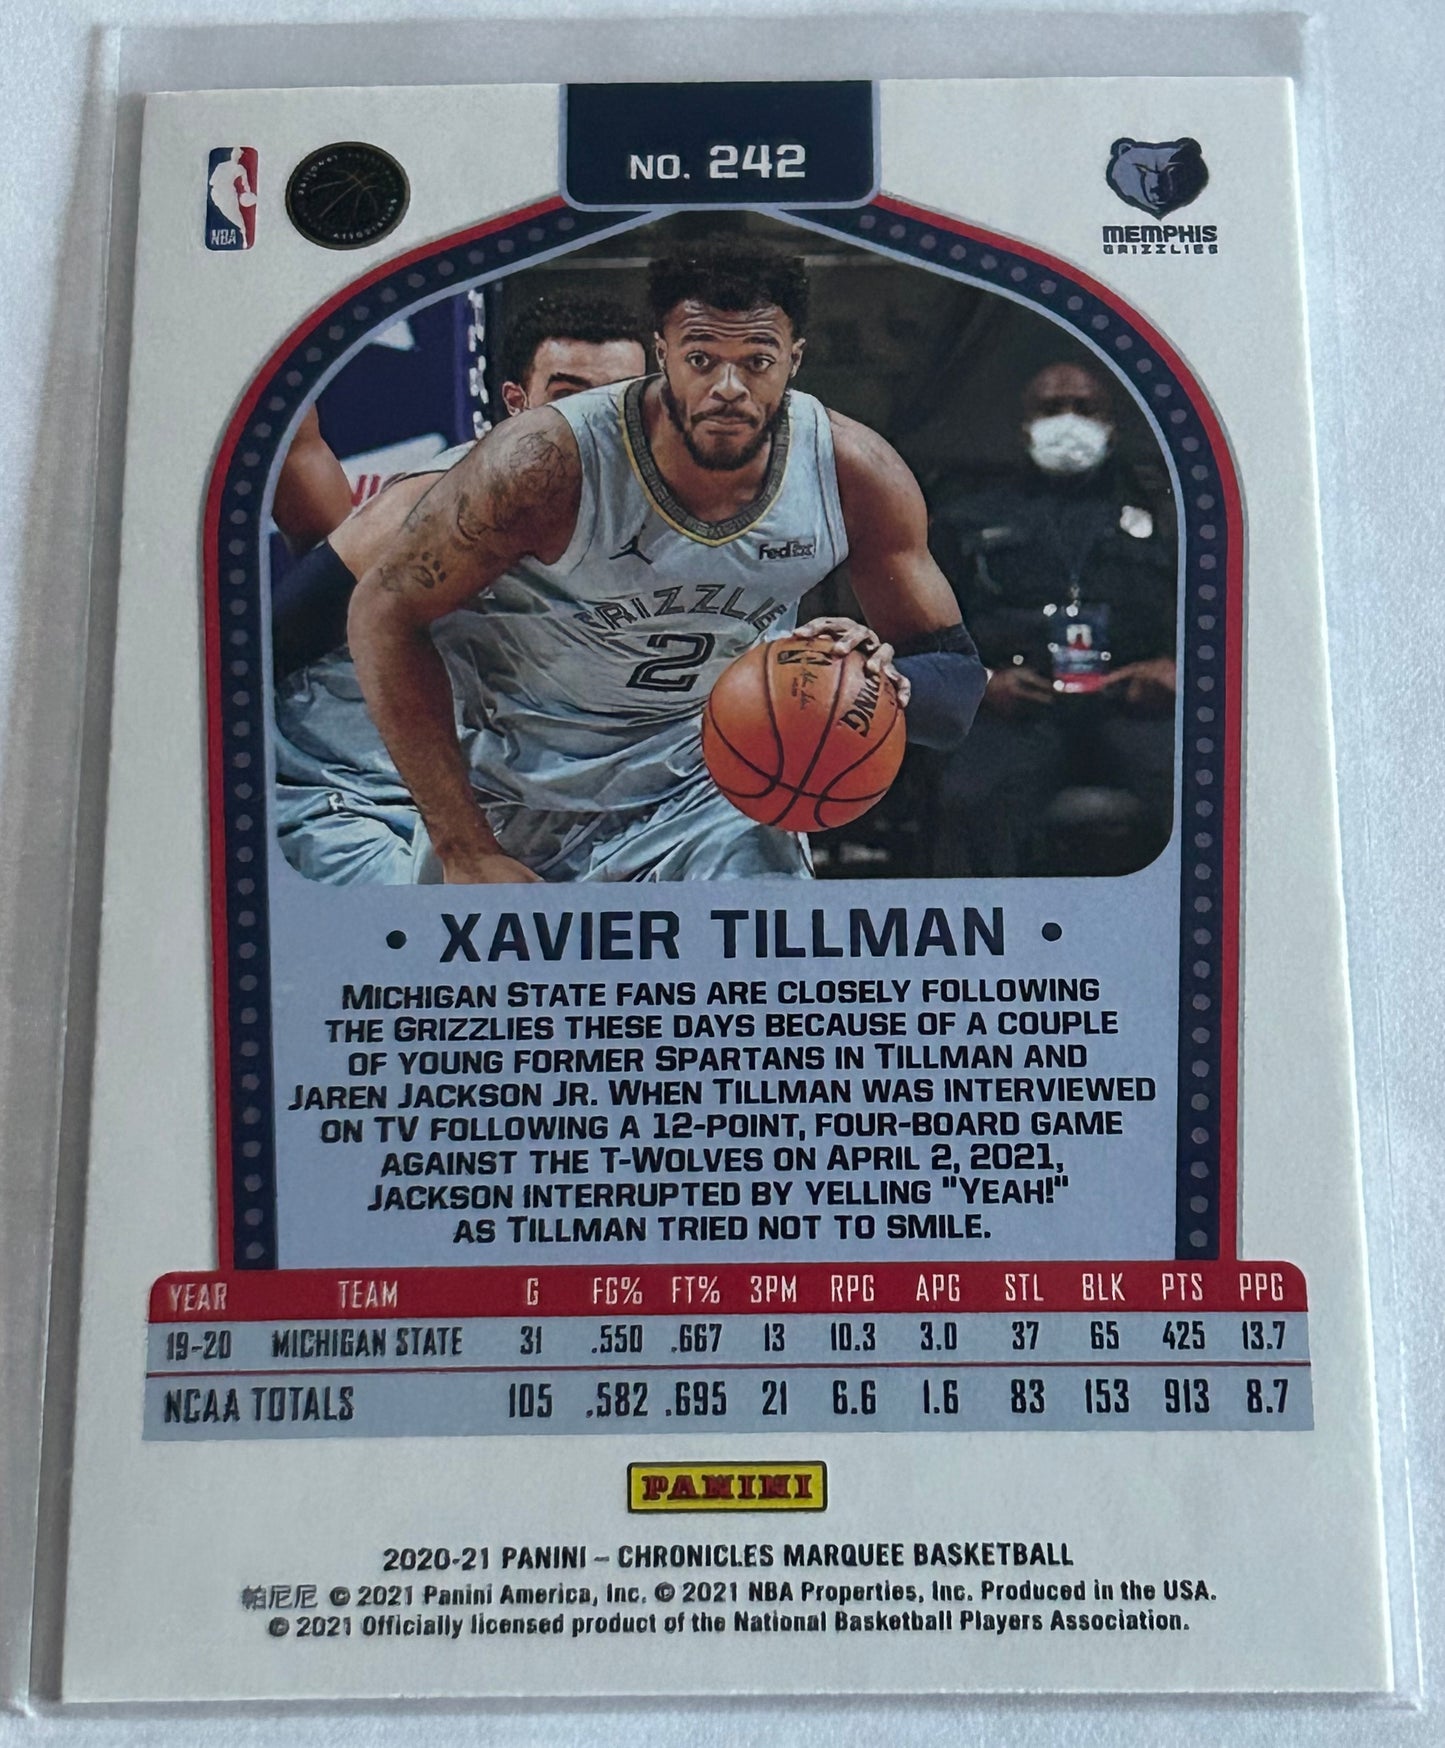 NO. 242
NBA
MEMPHIS
GRIZZLIES
FedEx
GRIZZLIE
2
• XAVIER TILLMAN •
MICHIGAN STATE FANS ARE CLOSELY FOLLOWING
THE GRIZZLIES THESE DAYS BECAUSE OF A COUPLE
OF YOUNG FORMER SPARTANS IN TILLMAN AND
JAREN JACKSON JR. WHEN TILLMAN WAS INTERVIEWED
ON TV FOLLOWING A 12-POINT, FOUR-BOARD GAME
AGAINST THE T-WOLVES ON APRIL 2, 2021,
JACKSON INTERRUPTED BY YELLING "YEAH!"
AS TILLMAN TRIED NOT TO SMILE.
YEAR TEAM G FG% FT% 3PM RPG APG STL BLK PTS PPG
19-20 MICHIGAN STATE 31 .550 .667 13 10.3 3.0 37 65 425 13.7
NCAA TOTALS 105 .582 .695 21 6.6 1.6 83 153 913 8.7
PANINI
2020-21 PANINI – CHRONICLES MARQUEE BASKETBALL
帕尼尼 © 2021 Panini America, Inc. © 2021 NBA Properties, Inc. Produced in the USA.
© 2021 Officially licensed product of the National Basketball Players Association.